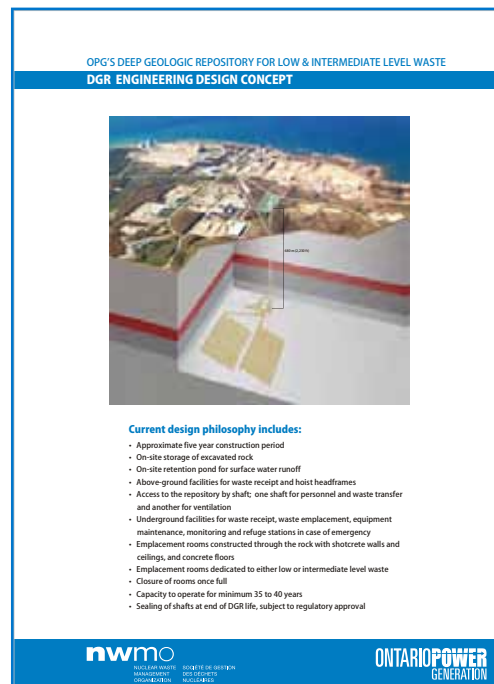 OPG'S DEEP GEOLOGIC REPOSITORY FOR LOW & INTERMEDIATE LEVEL WASTE
DGR ENGINEERING DESIGN CONCEPT
Current design philosophy includes:
• Approximate five year construction period
• On-site storage of excavated rock
• On-site retention pond for surface water runoff
• Above-ground facilities for waste receipt and hoist headframes
• Access to the repository by shaft; one shaft for personnel and waste transfer
and another for ventilation
• Underground facilities for waste receipt, waste emplacement, equipment
maintenance, monitoring and refuge stations in case of emergency
• Emplacement rooms constructed through the rock with shotcrete walls and
ceilings, and concrete floors
• Emplacement rooms dedicated to either low or intermediate level waste
• Closure of rooms once full
• Capacity to operate for minimum 35 to 40 years
• Sealing of shafts at end of DGR life, subject to regulatory approval
nwmo
NUCLEAR WASTE SOCIÉTÉ DE GESTION
MANAGEMENT DES DÉCHETS
ORGANIZATION NUCLÉAIRES
ONTARIOPOWER
GENERATION